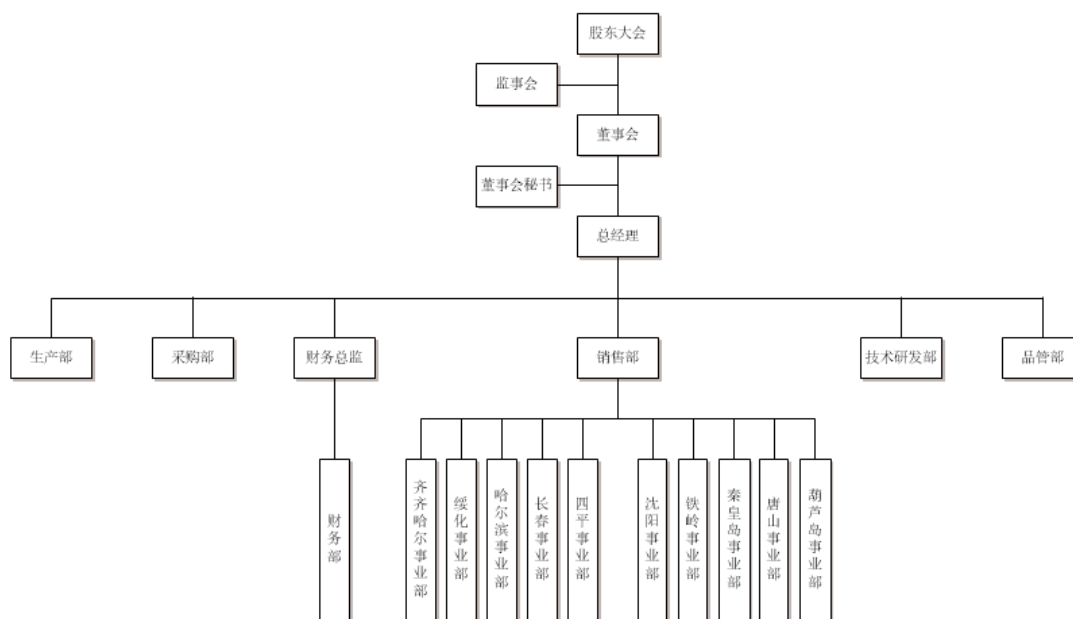 股东大会
监事会
董事会
董事会秘书
总经理
生产部
采购部
财务总监
销售部
技术研发部
品管部
财务部
齐齐哈尔事业部
绥化事业部
哈尔滨事业部
长春事业部
四平事业部
沈阳事业部
铁岭事业部
秦皇岛事业部
唐山事业部
葫芦岛事业部